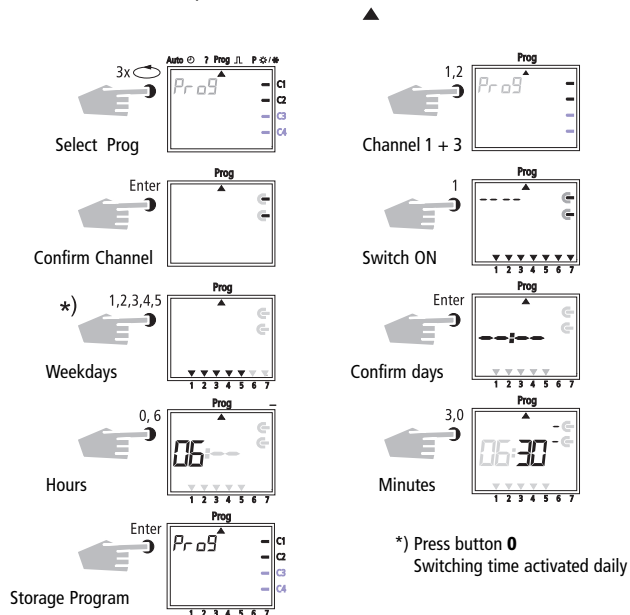 3x
Auto ? Prog P
Prog
C1
C2
C3
C4
Select Prog
1,2
Prog
Prog
Channel 1 + 3
Enter
Prog
Confirm Channel
1
Prog
----
1 2 3 4 5 6 7
Switch ON
*) 1,2,3,4,5
Prog
1 2 3 4 5 6 7
Weekdays
Enter
Prog
--:--
1 2 3 4 5 6 7
Confirm days
0, 6
Prog
06:--
1 2 3 4 5 6 7
Hours
3,0
Prog
06:30
1 2 3 4 5 6 7
Minutes
Enter
Prog
Prog
C1
C2
C3
C4
1 2 3 4 5 6 7
Storage Program
*) Press button 0
Switching time activated daily